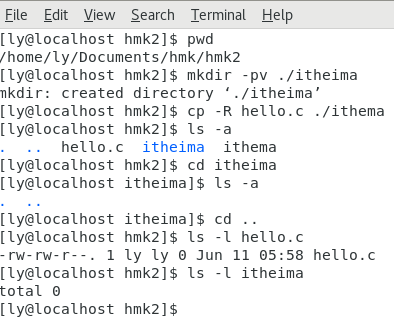 File Edit View Search Terminal Help
[ly@localhost hmk2]$ pwd
/home/ly/Documents/hmk/hmk2
[ly@localhost hmk2]$ mkdir -pv ./itheima
mkdir: created directory ‘./itheima’
[ly@localhost hmk2]$ cp -R hello.c ./ithema
[ly@localhost hmk2]$ ls -a
. .. hello.c itheima ithema
[ly@localhost hmk2]$ cd itheima
[ly@localhost itheima]$ ls -a
. ..
[ly@localhost itheima]$ cd ..
[ly@localhost hmk2]$ ls -l hello.c
-rw-rw-r--. 1 ly ly 0 Jun 11 05:58 hello.c
[ly@localhost hmk2]$ ls -l itheima
total 0
[ly@localhost hmk2]$